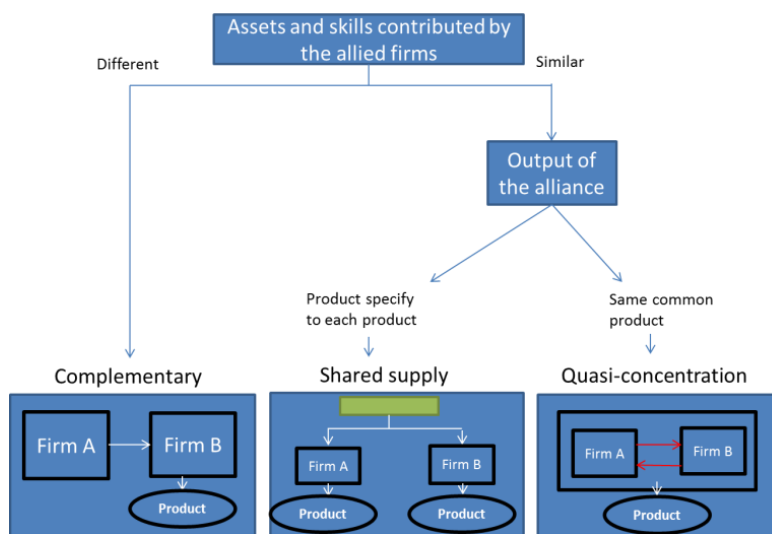 Assets and skills contributed by
the allied firms
Different
Similar
Output of
the alliance
Product specify
to each product
Same common
product
Complementary
Shared supply
Quasi-concentration
Firm A
Firm B
Product
Firm A
Firm B
Product
Product
Firm A
Firm B
Product